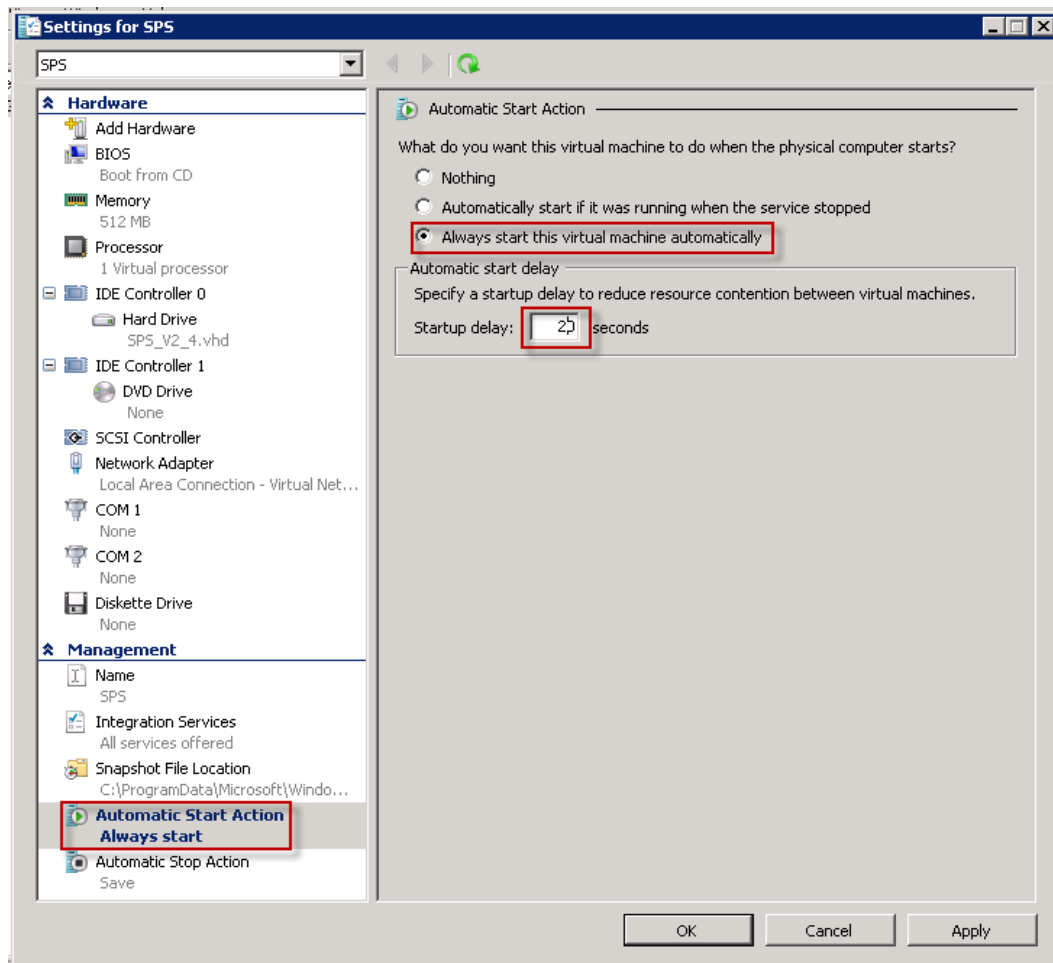 Settings for SPS
SPS
Hardware
Add Hardware
BIOS
Boot from CD
Memory
512 MB
Processor
1 Virtual processor
IDE Controller 0
Hard Drive
SPS_V2_4.vhd
IDE Controller 1
DVD Drive
None
SCSI Controller
Network Adapter
Local Area Connection - Virtual Net...
COM 1
None
COM 2
None
Diskette Drive
None
Management
Name
SPS
Integration Services
All services offered
Snapshot File Location
C:\ProgramData\Microsoft\Windo...
Automatic Start Action
Always start
Automatic Stop Action
Save
Automatic Start Action
What do you want this virtual machine to do when the physical computer starts?
Nothing
Automatically start if it was running when the service stopped
Always start this virtual machine automatically
Automatic start delay
Specify a startup delay to reduce resource contention between virtual machines.
Startup delay: seconds
OK
Cancel
Apply